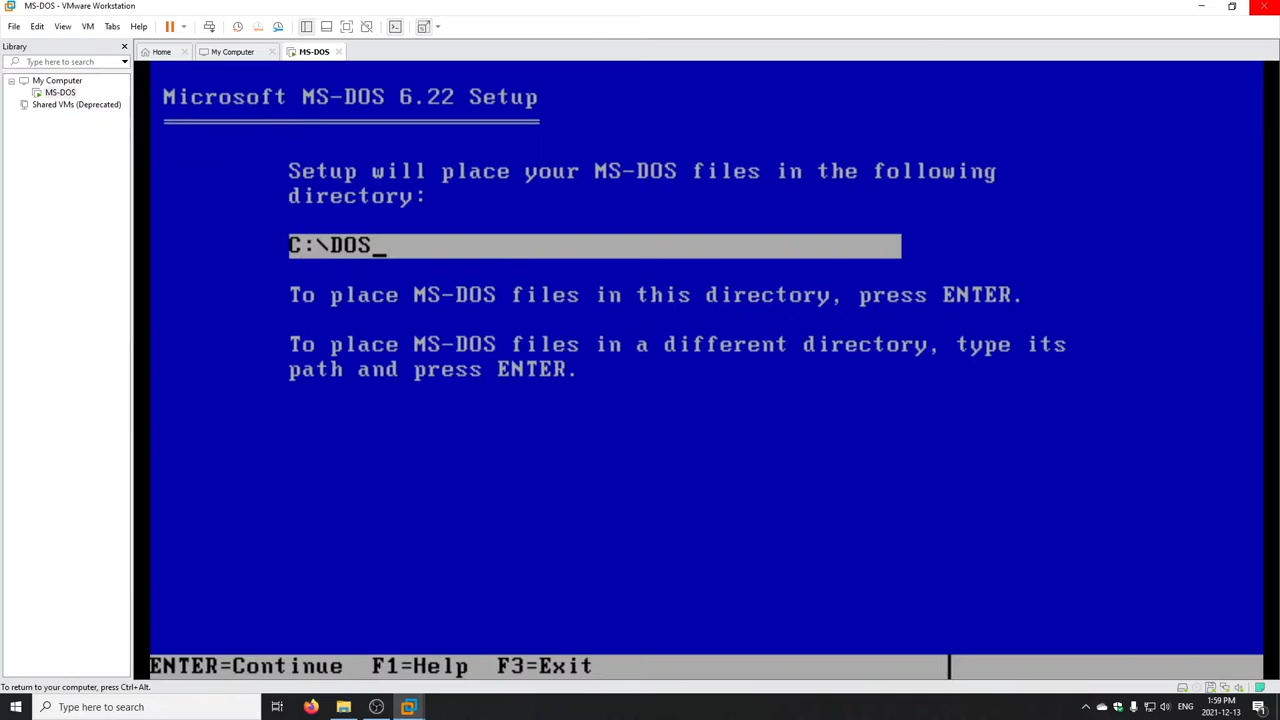 MS-DOS - VMware Workstation
File Edit View VM Tabs Help
Library
Type here to search
My Computer
MS-DOS
Shared VMs (Deprecated)
Home
My Computer
MS-DOS
Microsoft MS-DOS 6.22 Setup
Setup will place your MS-DOS files in the following
directory:
C:\DOS_
To place MS-DOS files in this directory, press ENTER.
To place MS-DOS files in a different directory, type its
path and press ENTER.
ENTER=Continue F1=Help F3=Exit
To return to your computer, press Ctrl+Alt.
Type here to search
ENG
1:59 PM
2021-12-13